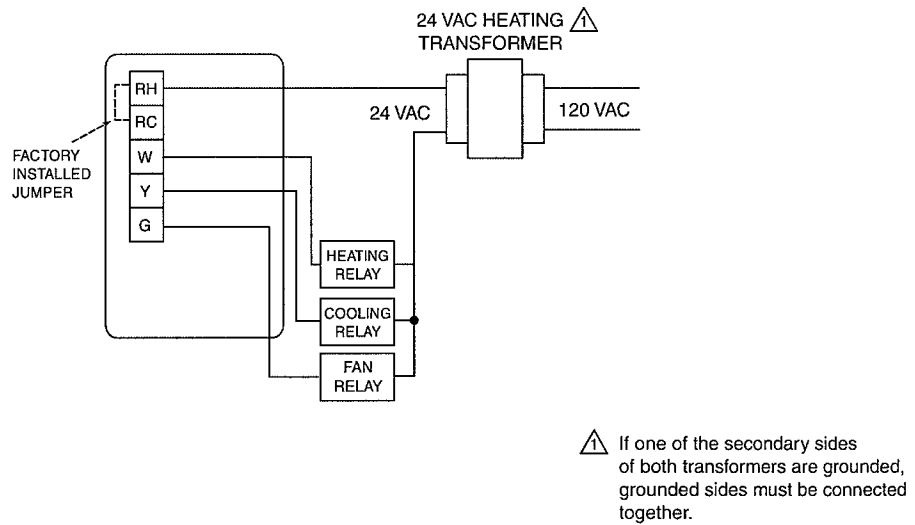 24 VAC HEATING 1
TRANSFORMER
RH
24 VAC
120 VAC
RC
FACTORY
INSTALLED
JUMPER
W
Y
G
HEATING
RELAY
COOLING
RELAY
FAN
RELAY
1 If one of the secondary sides
of both transformers are grounded,
grounded sides must be connected
together.